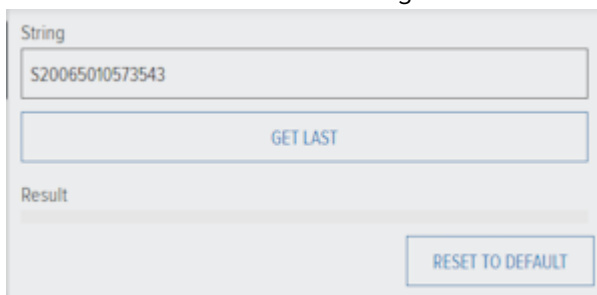 String
S20065010573543
GET LAST
Result
RESET TO DEFAULT